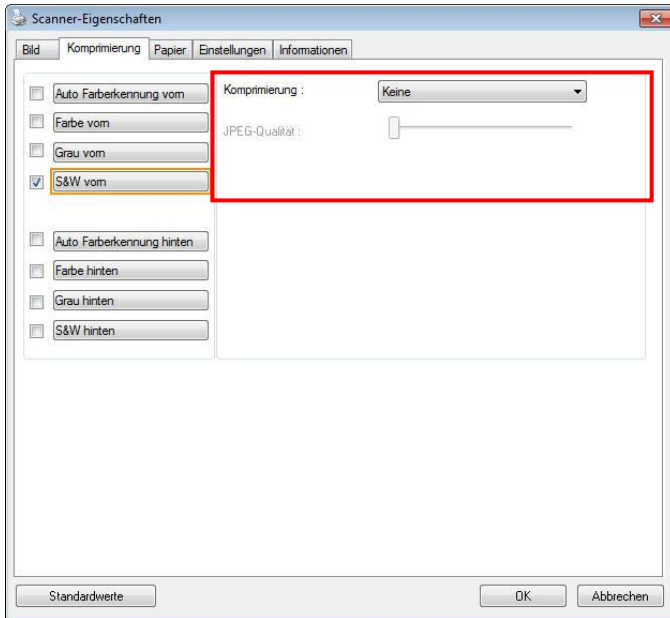 Scanner-Eigenschaften
Bild Komprimierung Papier Einstellungen Informationen
Auto Farberkennung vorn
Farbe vorn
Grau vorn
S&W vorn
Auto Farberkennung hinten
Farbe hinten
Grau hinten
S&W hinten
Komprimierung : Keine
JPEG-Qualität :
Standardwerte OK Abbrechen